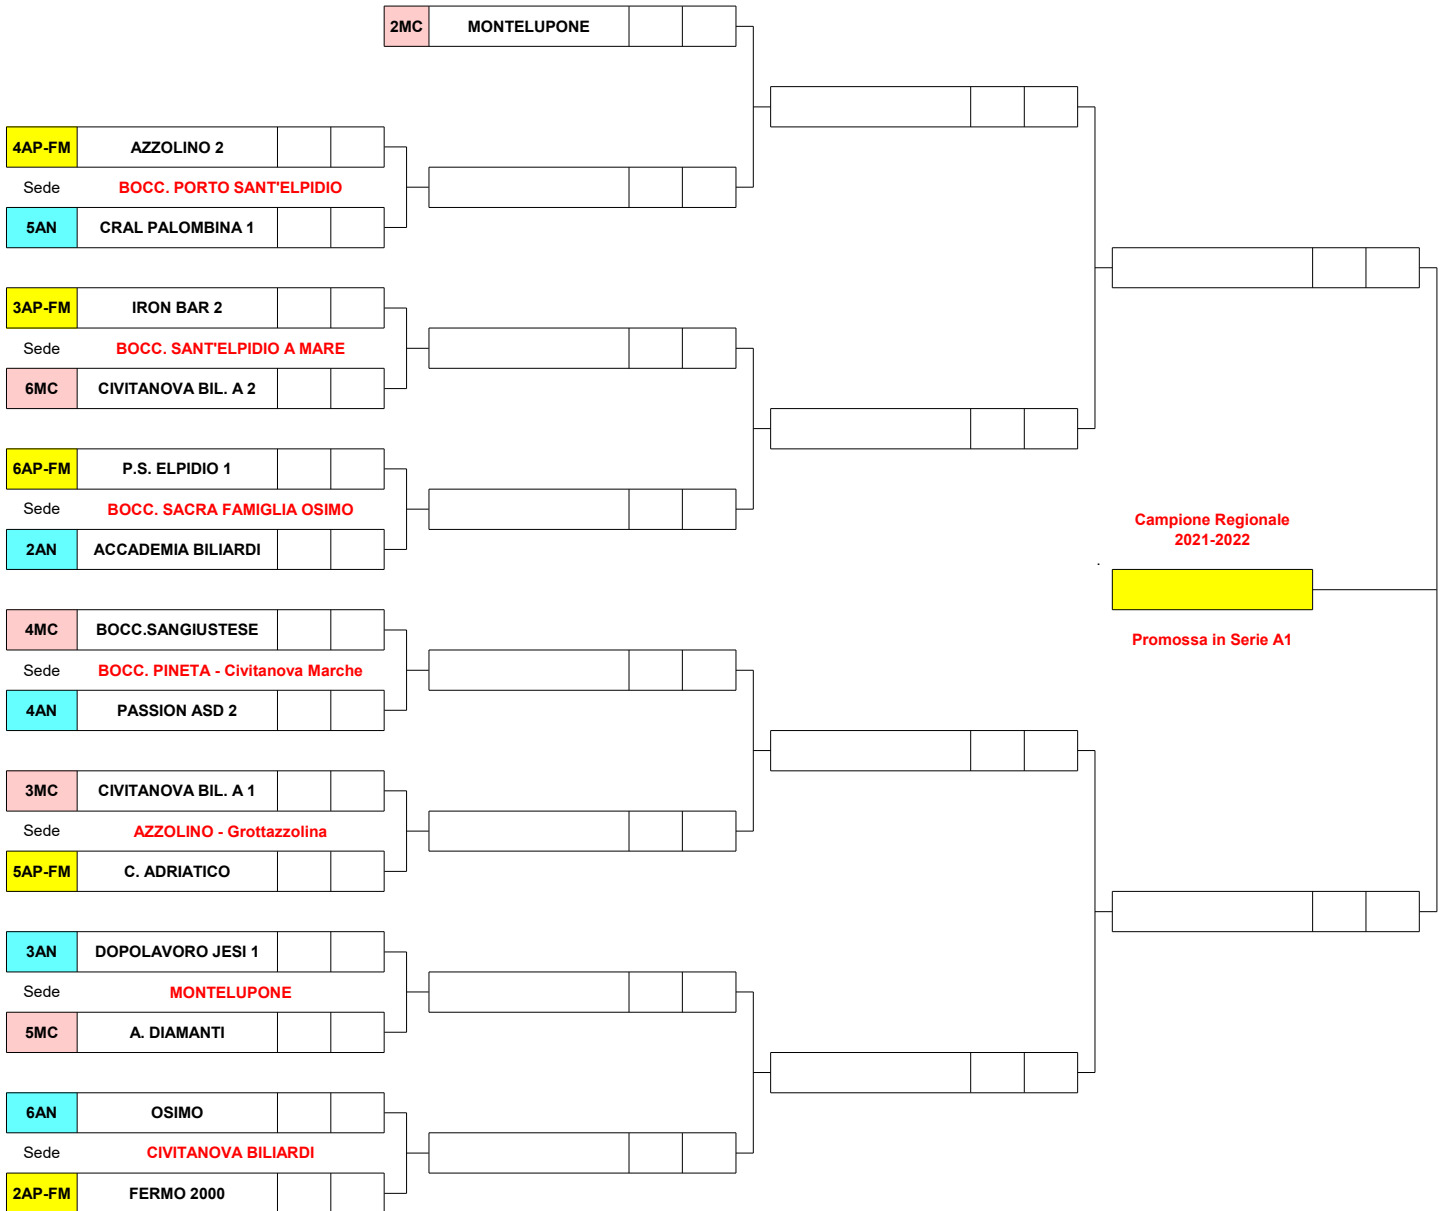 2MC MONTELUPONE
4AP-FM AZZOLINO 2
Sede BOCC. PORTO SANT'ELPIDIO
5AN CRAL PALOMBINA 1
3AP-FM IRON BAR 2
Sede BOCC. SANT'ELPIDIO A MARE
6MC CIVITANOVA BIL. A 2
6AP-FM P.S. ELPIDIO 1
Sede BOCC. SACRA FAMIGLIA OSIMO
2AN ACCADEMIA BILIARDI
Campione Regionale
2021-2022
.
Promossa in Serie A1
4MC BOCC.SANGIUSTESE
Sede BOCC. PINETA - Civitanova Marche
4AN PASSION ASD 2
3MC CIVITANOVA BIL. A 1
Sede AZZOLINO - Grottazzolina
5AP-FM C. ADRIATICO
3AN DOPOLAVORO JESI 1
Sede MONTELUPONE
5MC A. DIAMANTI
6AN OSIMO
Sede CIVITANOVA BILIARDI
2AP-FM FERMO 2000